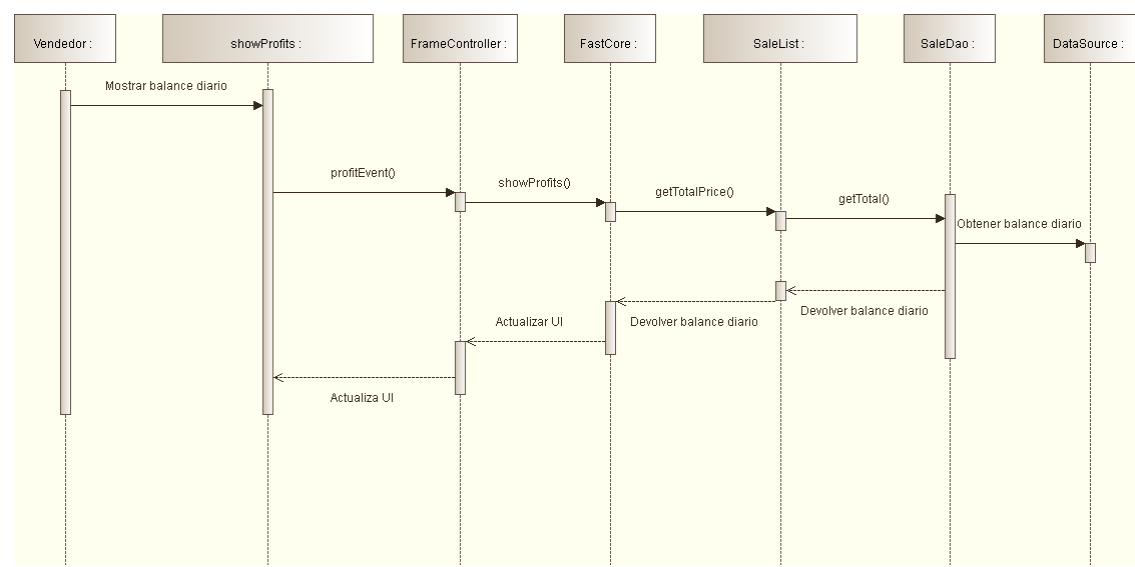 Vendedor :
showProfits :
FrameController :
FastCore :
SaleList :
SaleDao :
DataSource :
Mostrar balance diario
profitEvent()
showProfits()
getTotalPrice()
getTotal()
Obtener balance diario
Devolver balance diario
Devolver balance diario
Actualizar UI
Actualiza UI